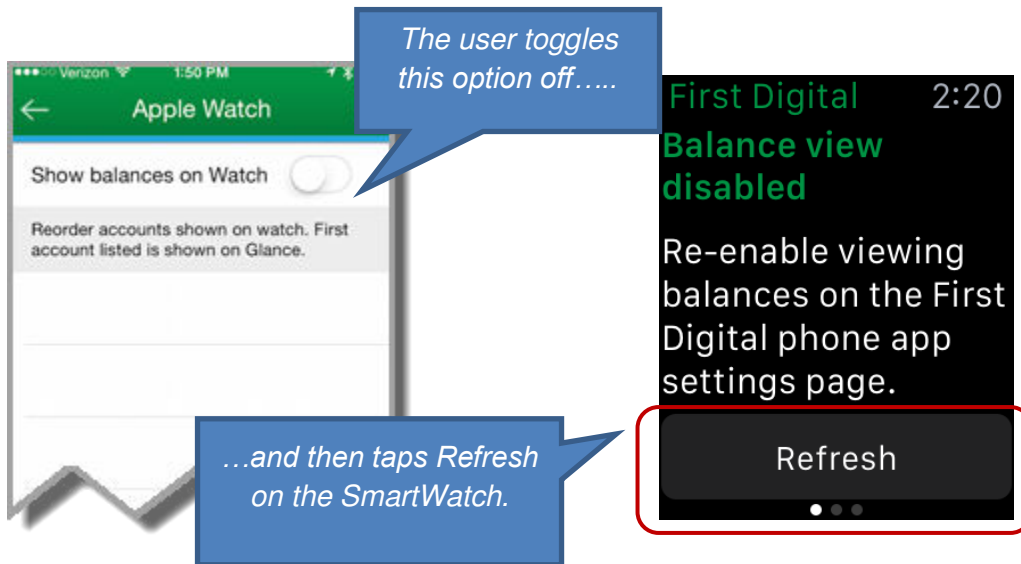 The user toggles
this option off…..
Verizon 1:50 PM
Apple Watch
Show balances on Watch
Reorder accounts shown on watch. First
account listed is shown on Glance.
…and then taps Refresh
on the SmartWatch.
First Digital 2:20
Balance view
disabled
Re-enable viewing
balances on the First
Digital phone app
settings page.
Refresh